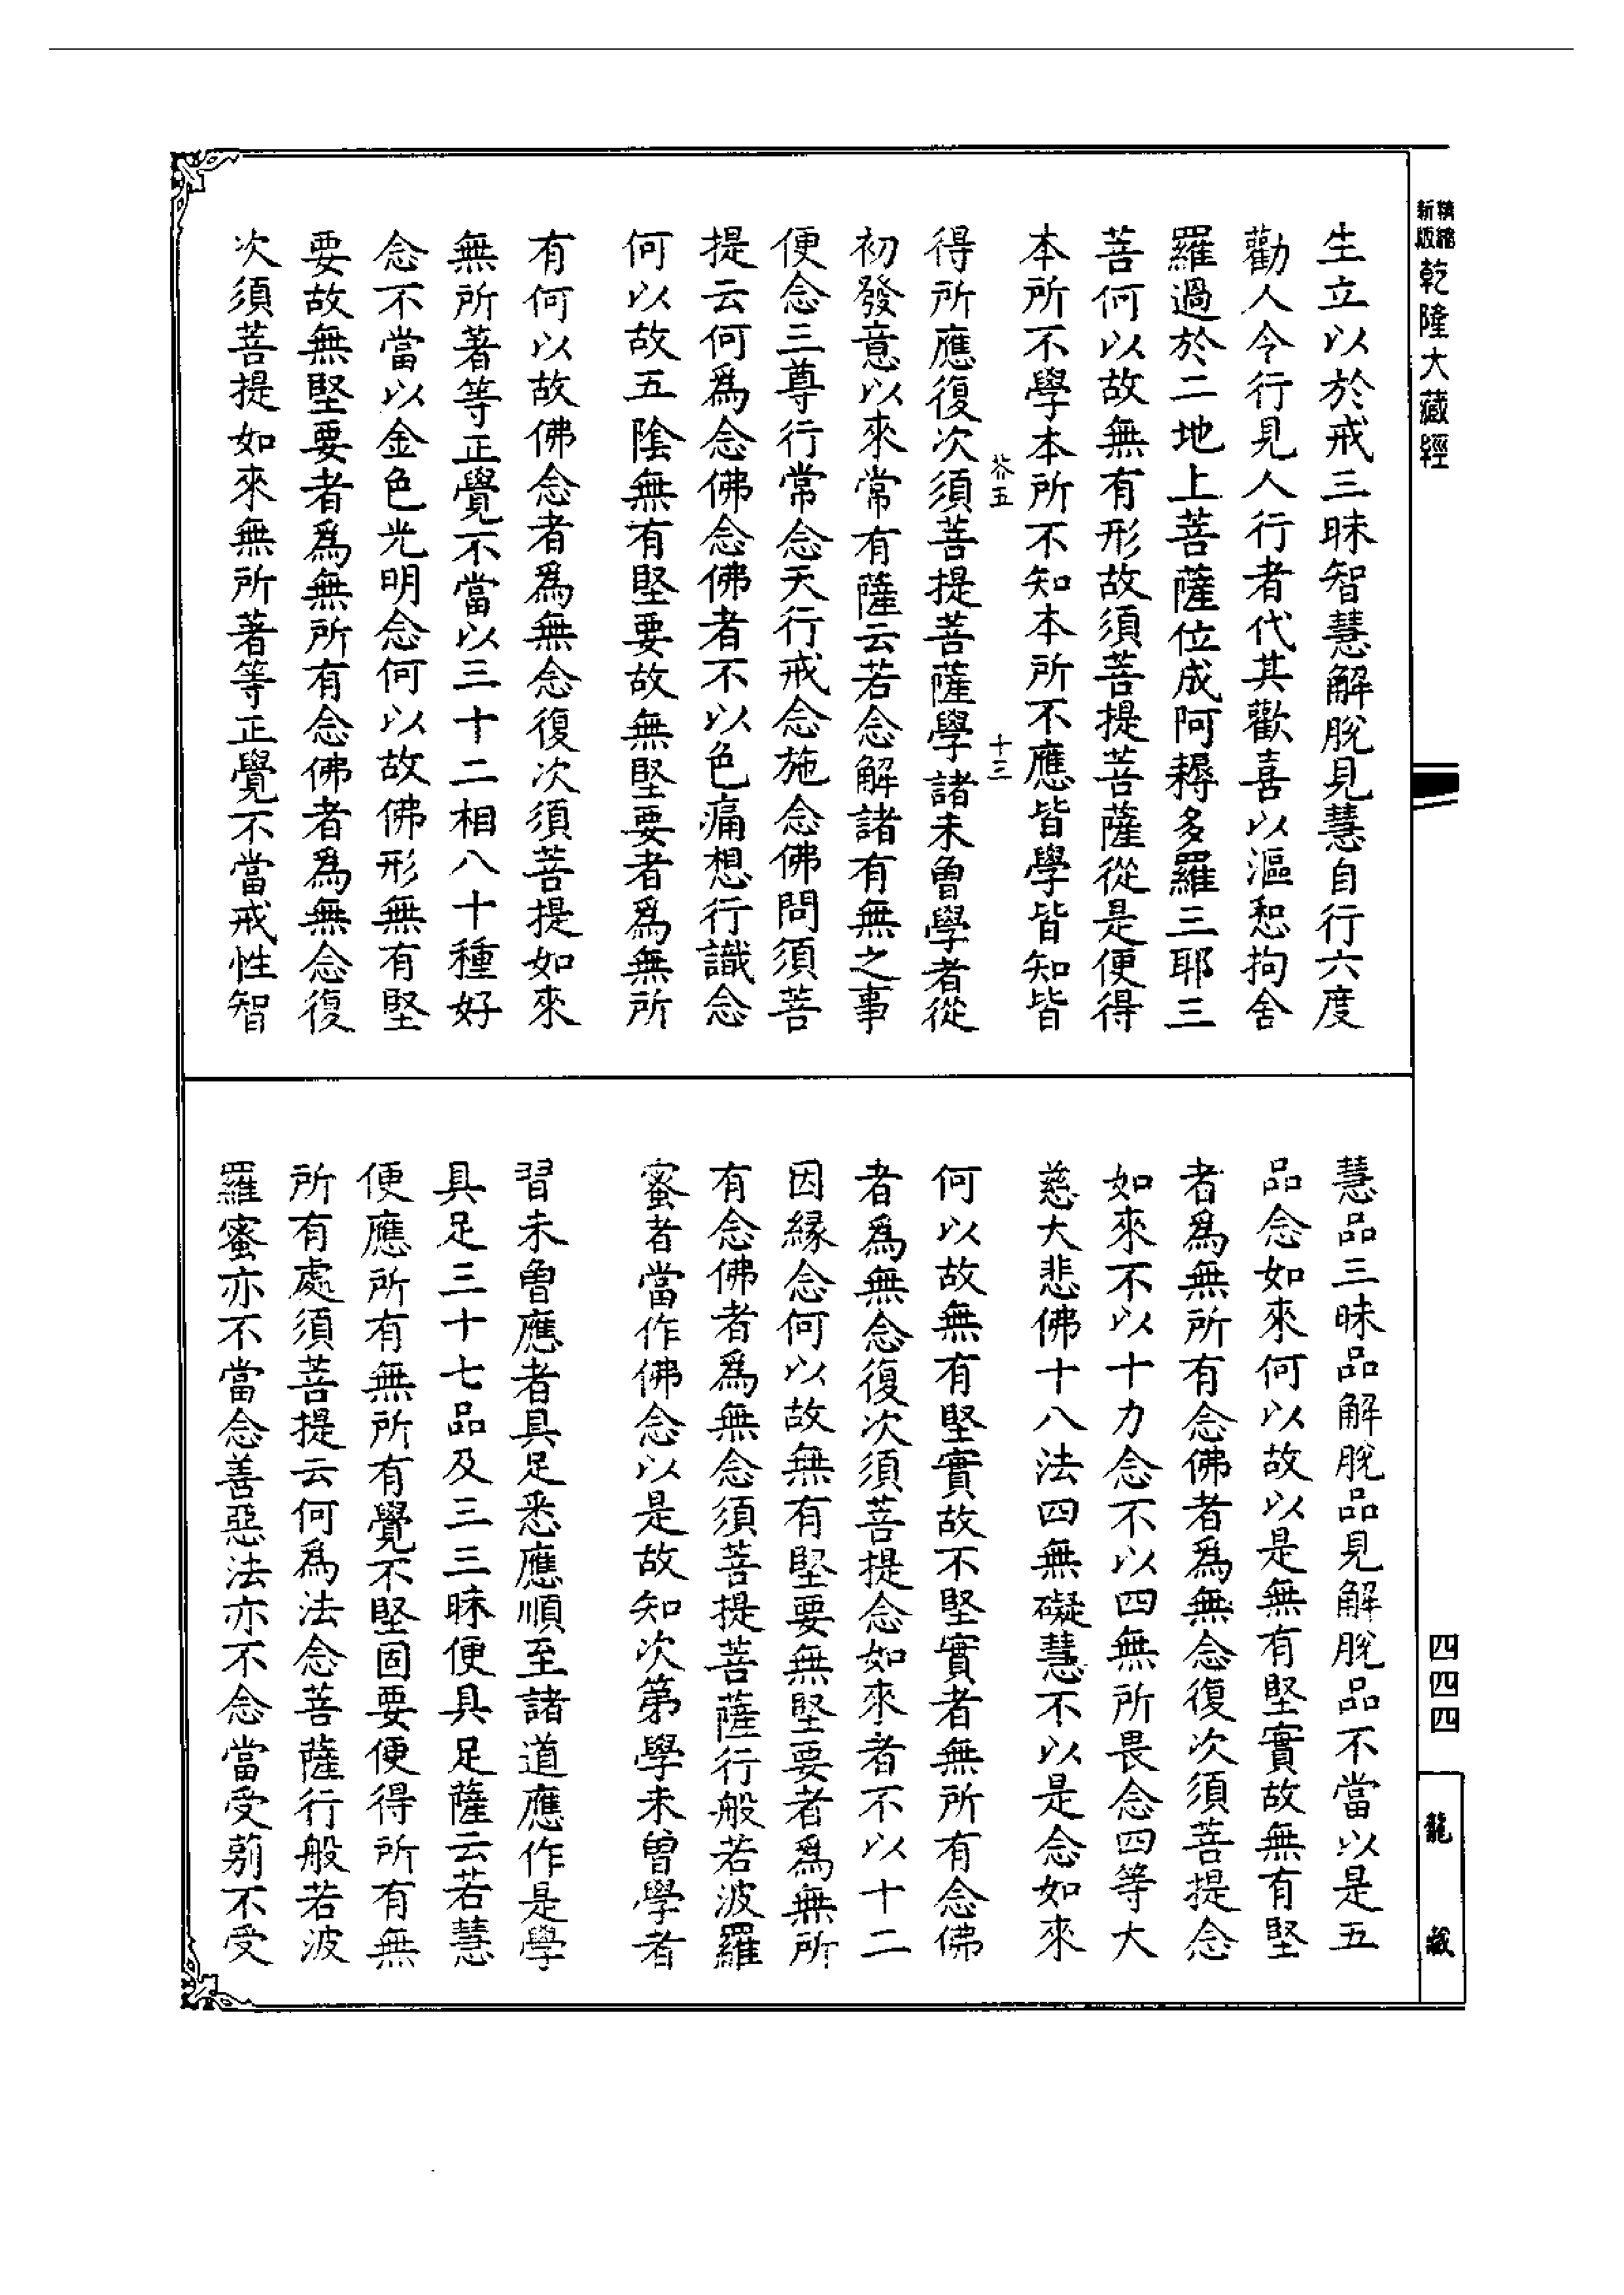 精縮新版乾隆大藏經
生立以於戒三昧智慧解脫見慧自行六度
勸人令行見人行者代其歡喜以漚惒拘舍
羅過於二地上菩薩位成阿耨多羅三耶三
菩何以故無有形故須菩提菩薩從是便得
本所不學本所不知本所不應皆學皆知皆
芥五 十三
得所應復次須菩提菩薩學諸未曾學者從
初發意以來常有薩云若念解諸有無之事
便念三尊行常念天行戒念施念佛問須菩
提云何爲念佛念佛者不以色痛想行識念
何以故五陰無有堅要故無堅要者爲無所
有何以故佛念者爲無念復次須菩提如來
無所著等正覺不當以三十二相八十種好
念不當以金色光明念何以故佛形無有堅
要故無堅要者爲無所有念佛者爲無念復
次須菩提如來無所著等正覺不當戒性智
慧品三昧品解脫品見解脫品不當以是五
品念如來何以故以是無有堅實故無有堅
者爲無所有念佛者爲無念復次須菩提念
如來不以十力念不以四無所畏念四等大
慈大悲佛十八法四無礙慧不以是念如來
何以故無有堅實故不堅實者無所有念佛
者爲無念復次須菩提念如來者不以十二
因緣念何以故無有堅要無堅要者爲無所
有念佛者爲無念須菩提菩薩行般若波羅
蜜者當作佛念以是故知次第學未曾學者
習未曾應者具足悉應順至諸道應作是學
具足三十七品及三三昧便具足薩云若慧
便應所有無所有覺不堅固要便得所有無
所有處須菩提云何爲法念菩薩行般若波
羅蜜亦不當念善惡法亦不念當受莂不受
四四四
龍藏